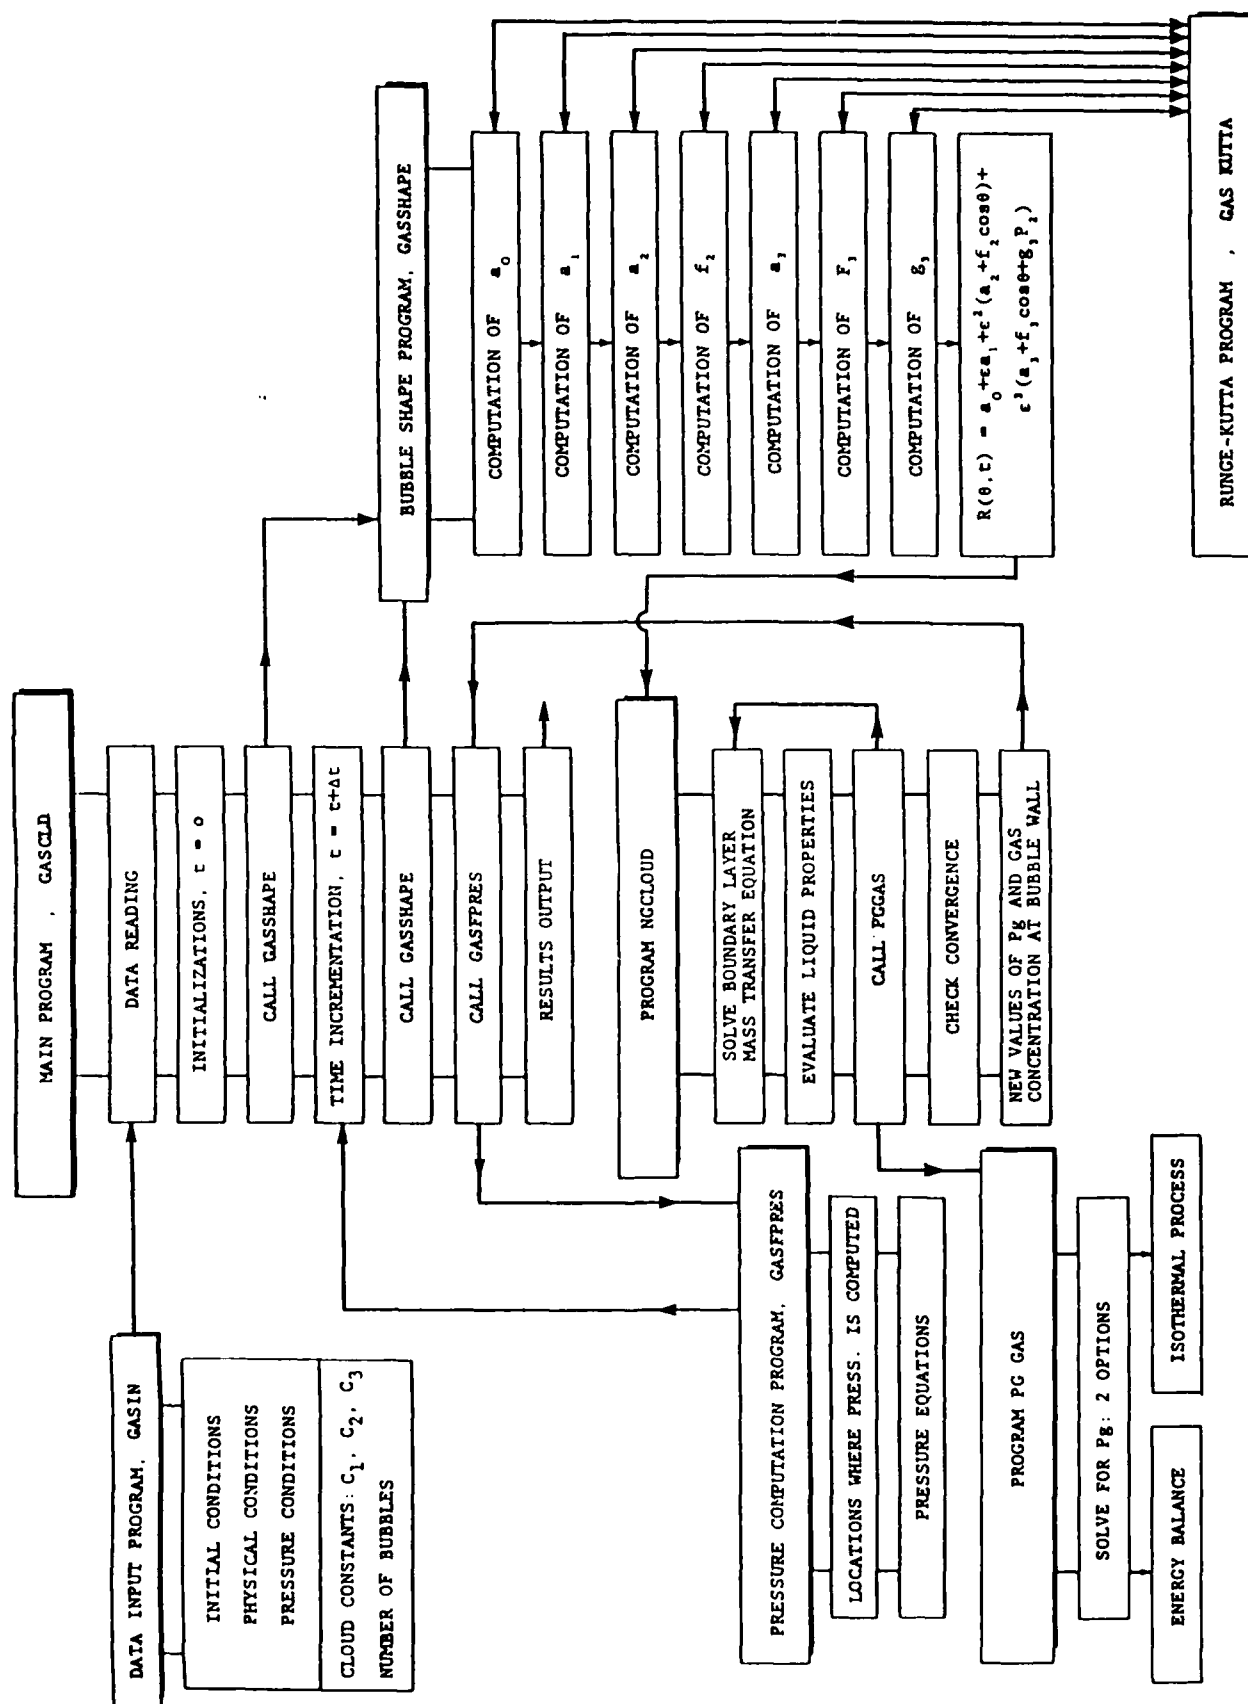 MAIN PROGRAM , GASCLD
DATA READING
INITIALIZATIONS, t = o
CALL GASSHAPE
TIME INCREMENTATION, t = t+Δt
CALL GASSHAPE
CALL GASFPRES
RESULTS OUTPUT
DATA INPUT PROGRAM, GASIN
INITIAL CONDITIONS
PHYSICAL CONDITIONS
PRESSURE CONDITIONS
CLOUD CONSTANTS: C₁, C₂, C₃
NUMBER OF BUBBLES
BUBBLE SHAPE PROGRAM, GASSHAPE
COMPUTATION OF a₀
COMPUTATION OF a₁
COMPUTATION OF a₂
COMPUTATION OF f₂
COMPUTATION OF a₃
COMPUTATION OF F₃
COMPUTATION OF g₃
R(θ,t) = a₀+εa₁+ε²(a₂+f₂cosθ)+
ε³(a₃+f₃cosθ+g₃P₂)
PROGRAM NGCLOUD
SOLVE BOUNDARY LAYER
MASS TRANSFER EQUATION
EVALUATE LIQUID PROPERTIES
CALL PGGAS
CHECK CONVERGENCE
NEW VALUES OF Pg AND GAS
CONCENTRATION AT BUBBLE WALL
PRESSURE COMPUTATION PROGRAM, GASFPRES
LOCATIONS WHERE PRESS. IS COMPUTED
PRESSURE EQUATIONS
PROGRAM PG GAS
SOLVE FOR Pg: 2 OPTIONS
ENERGY BALANCE
ISOTHERMAL PROCESS
RUNGE-KUTTA PROGRAM , GAS KUTTA